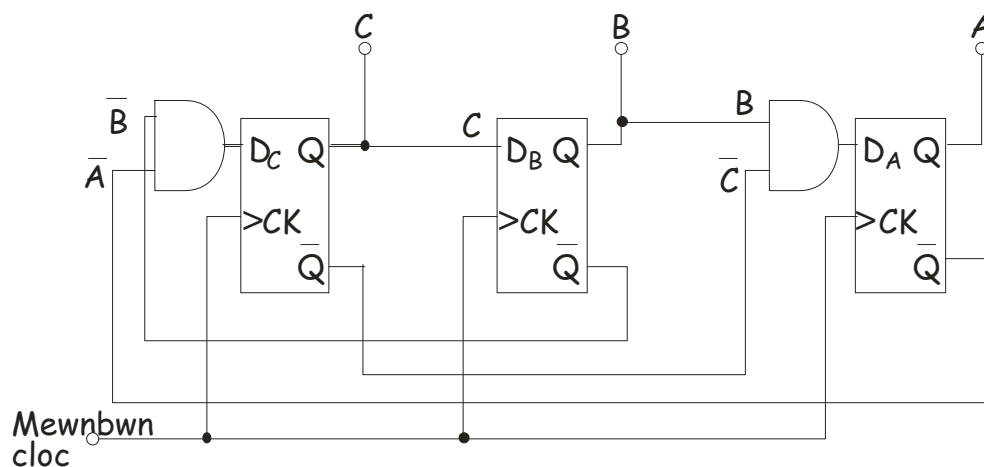 C
B
A
B̅
A̅
C
B
C̅
D_C Q
>CK
Q̅
D_B Q
>CK
Q̅
D_A Q
>CK
Q̅
Mewnbwn
cloc